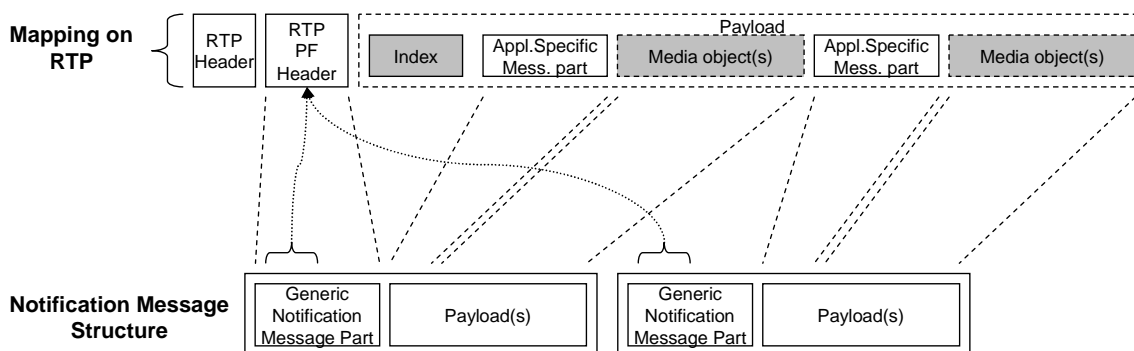 Mapping on
RTP
RTP
Header
RTP
PF
Header
Payload
Index
Appl.Specific
Mess. part
Media object(s)
Appl.Specific
Mess. part
Media object(s)
Notification Message
Structure
Generic
Notification
Message Part
Payload(s)
Generic
Notification
Message Part
Payload(s)